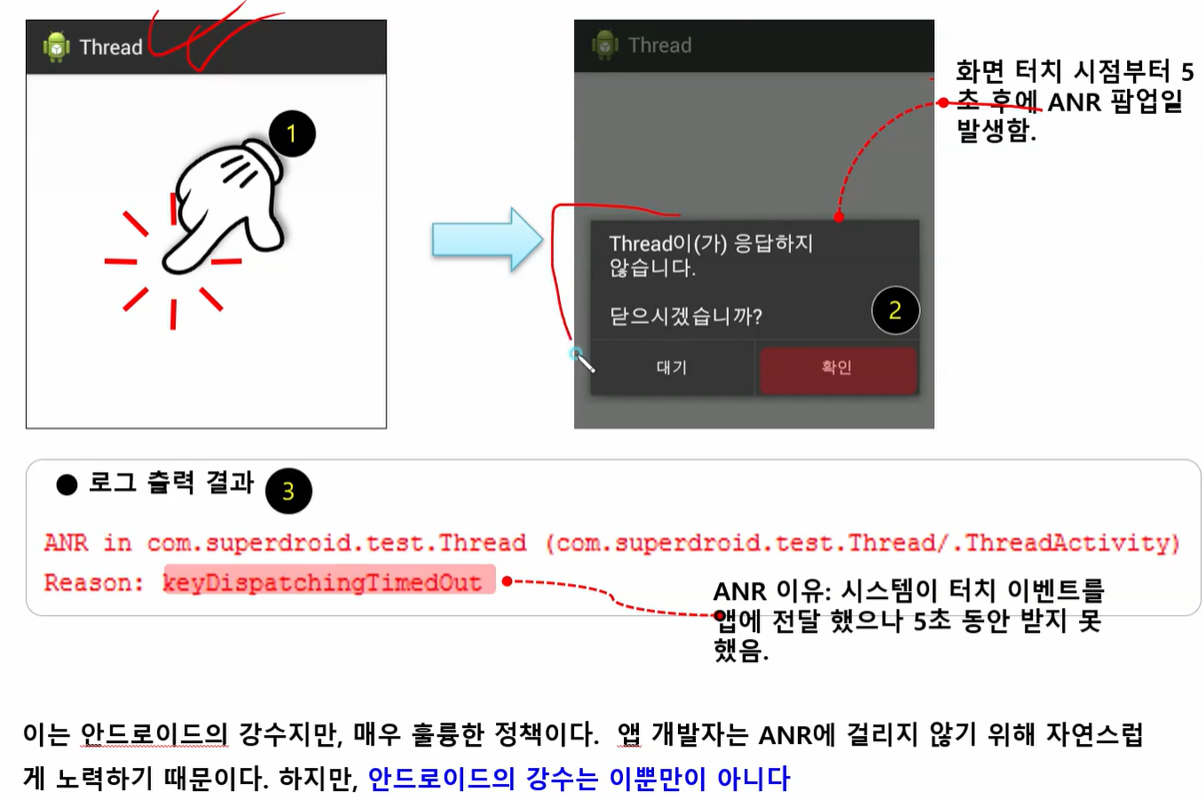 Thread
1
Thread
화면 터치 시점부터 5
초 후에 ANR 팝업일
발생함.
Thread이(가) 응답하지
않습니다.
닫으시겠습니까?
2
대기
확인
● 로그 출력 결과
3
ANR in com.superdroid.test.Thread (com.superdroid.test.Thread/.ThreadActivity)
Reason: keyDispatchingTimedOut
ANR 이유: 시스템이 터치 이벤트를
앱에 전달 했으나 5초 동안 받지 못
했음.
이는 안드로이드의 강수지만, 매우 훌륭한 정책이다. 앱 개발자는 ANR에 걸리지 않기 위해 자연스럽
게 노력하기 때문이다. 하지만, 안드로이드의 강수는 이뿐만이 아니다